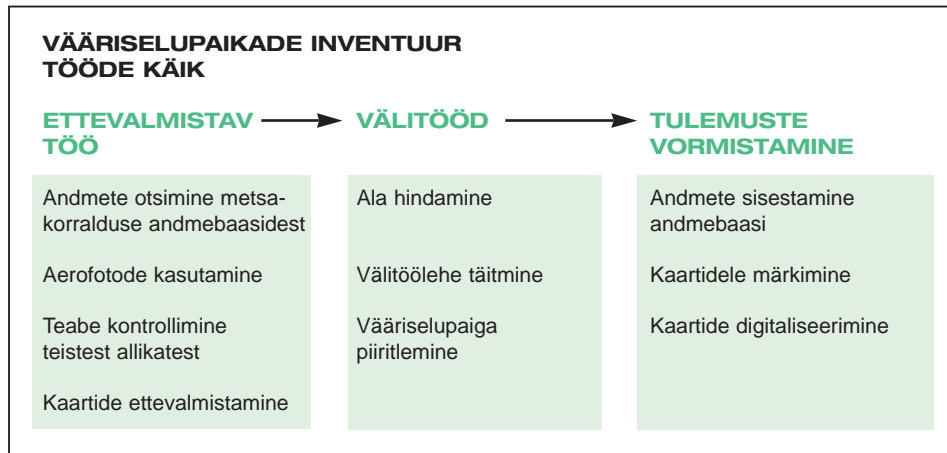 VÄÄRISELUPAIKADE INVENTUUR
TÖÖDE KÄIK
ETTEVALMISTAV
TÖÖ
Andmete otsimine metsa-
korralduse andmebaasidest
Aerofotode kasutamine
Teabe kontrollimine
teistest allikatest
Kaartide ettevalmistamine
VÄLITÖÖD
Ala hindamine
Välitöölehe täitmine
Vääriselupaiga
piiritlemine
TULEMUSTE
VORMISTAMINE
Andmete sisestamine
andmebaasi
Kaartidele märkimine
Kaartide digitaliseerimine